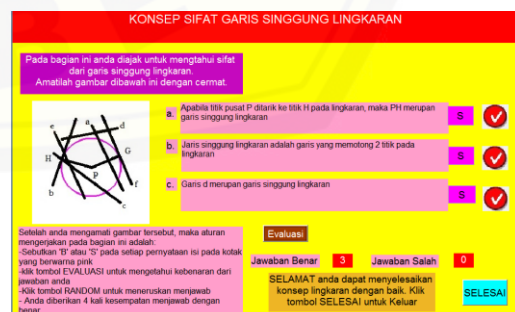 KONSEP SIFAT GARIS SINGGUNG LINGKARAN
Pada bagian ini anda diajak untuk mengtahui sifat
dari garis singgung lingkaran.
Amatilah gambar dibawah ini dengan cermat.
e
a
d
H
G
P
b
f
c
a. Apabila titik pusat P ditarik ke titik H pada lingkaran, maka PH merupan
garis singgung lingkaran
S
b. Jaris singgung lingkaran adalah garis yang memotong 2 titik pada
lingkaran
S
c. Garis d merupan garis singgung lingkaran
S
Setelah anda mengamati gambar tersebut, maka aturan
mengerjakan pada bagian ini adalah:
-Sebutkan 'B' atau 'S' pada setiap pernyataan isi pada kotak
yang berwarna pink
-klik tombol EVALUASI untuk mengetahui kebenaran dari
jawaban anda
-Klik tombol RANDOM untuk meneruskan menjawab
- Anda diberikan 4 kali kesempatan menjawab dengan
benar
Evaluasi
Jawaban Benar 3 Jawaban Salah 0
SELAMAT anda dapat menyelesaikan
konsep lingkaran dengan baik. Klik
tombol SELESAI untuk Keluar
SELESAI